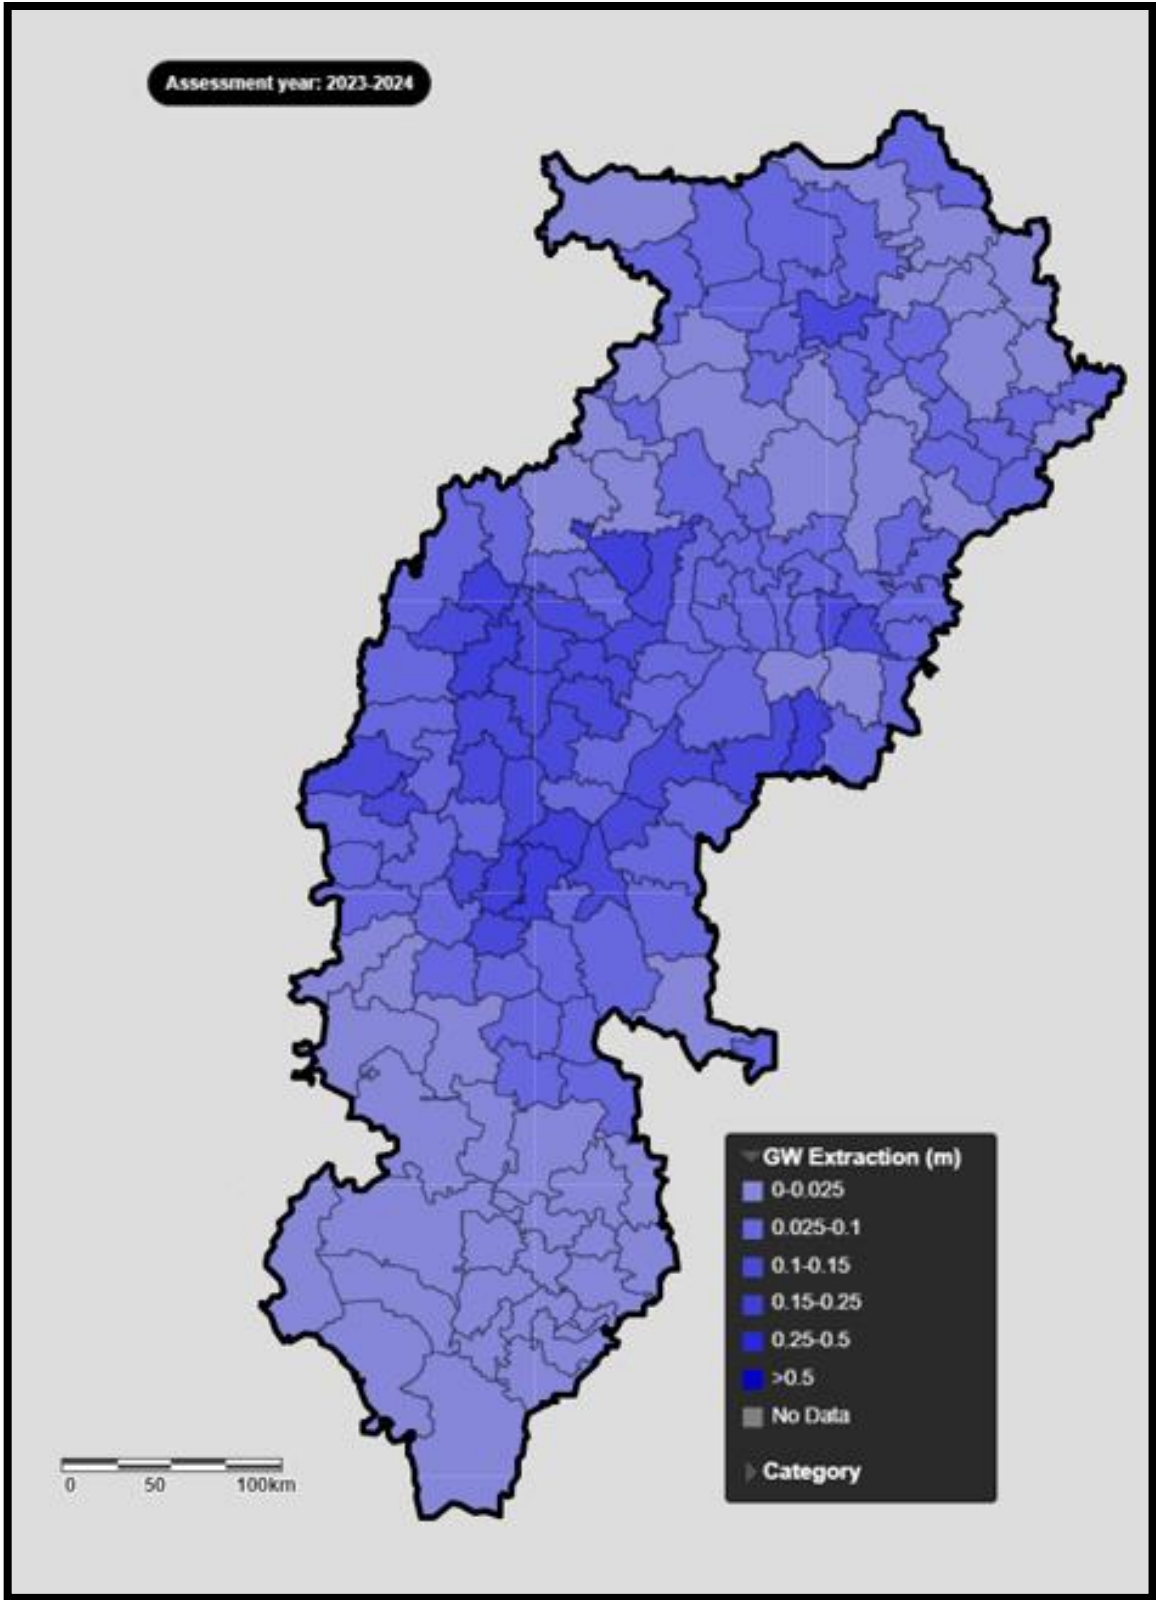 Assessment year: 2023-2024
GW Extraction (m)
0-0.025
0.025-0.1
0.1-0.15
0.15-0.25
0.25-0.5
>0.5
No Data
Category
0 50 100km